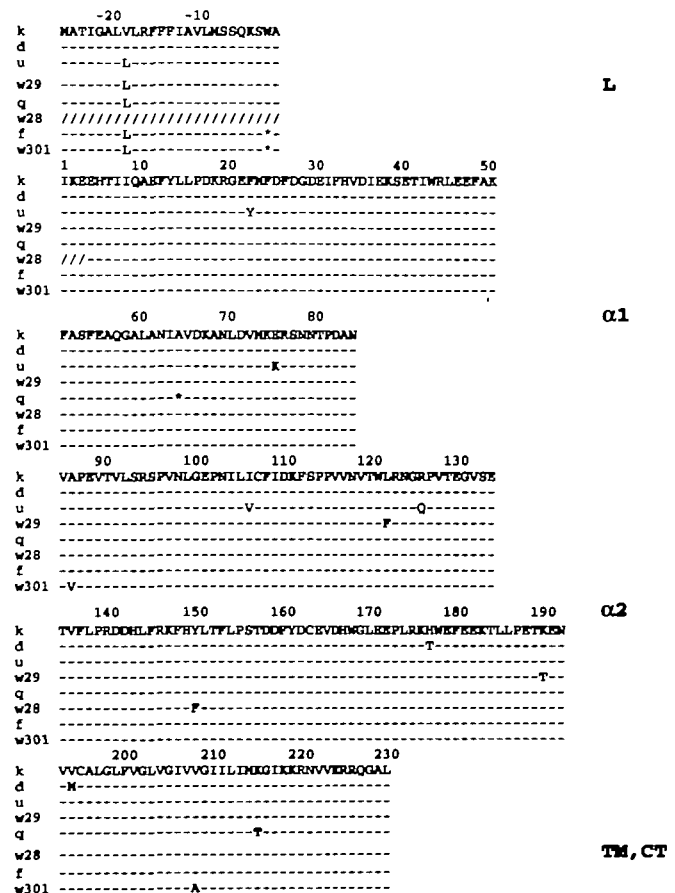 -20 -10
k MATIGALVLRFFFIAVLMSSQKSWA
d -------------------------
u -------L-----------------
w29 -------L-----------------
L
q -------L-----------------
w28 /////////////////////////
f -------L---------------*-
w301 -------L---------------*-
1 10 20 30 40 50
k IKEEHTIIQAEFYLLPDKRGEFMFDFDGDEIFHVDIEKSETIWRLEEFAK
d --------------------------------------------------
u ---------------------Y----------------------------
w29 --------------------------------------------------
q --------------------------------------------------
w28 ///-----------------------------------------------
f --------------------------------------------------
w301 --------------------------------------------------
α1
60 70 80
k FASFEAQGALANIAVDKANLDVMKERSNNTPDAN
d ----------------------------------
u ------------------------K---------
w29 ----------------------------------
q -------------*--------------------
w28 ----------------------------------
f ----------------------------------
w301 ----------------------------------
90 100 110 120 130
k VAPEVTVLSRSPVNLGEPNILICFIDKFSPPVVNVTWLRNGRPVTEGVSE
d --------------------------------------------------
u ---------------------V-------------------Q--------
w29 -------------------------------------F------------
q --------------------------------------------------
w28 --------------------------------------------------
f --------------------------------------------------
w301 -V------------------------------------------------
α2
140 150 160 170 180 190
k TVFLPRDDHLFRKFHYLTFLPSTDDFYDCEVDHWGLEEPLRKHWEFEEKTLLPETKEN
d ------------------------------------------T---------------
u ----------------------------------------------------------
w29 -------------------------------------------------------T--
q ----------------------------------------------------------
w28 ---------------F------------------------------------------
f ----------------------------------------------------------
w301 ----------------------------------------------------------
200 210 220 230
k VVCALGLFVGLVGIVVGIILIMKGIKKRNVVERRQGAL
d -M------------------------------------
u --------------------------------------
w29 --------------------------------------
q ----------------------T---------------
w28 --------------------------------------
TM,CT
f --------------------------------------
w301 ---------------A----------------------